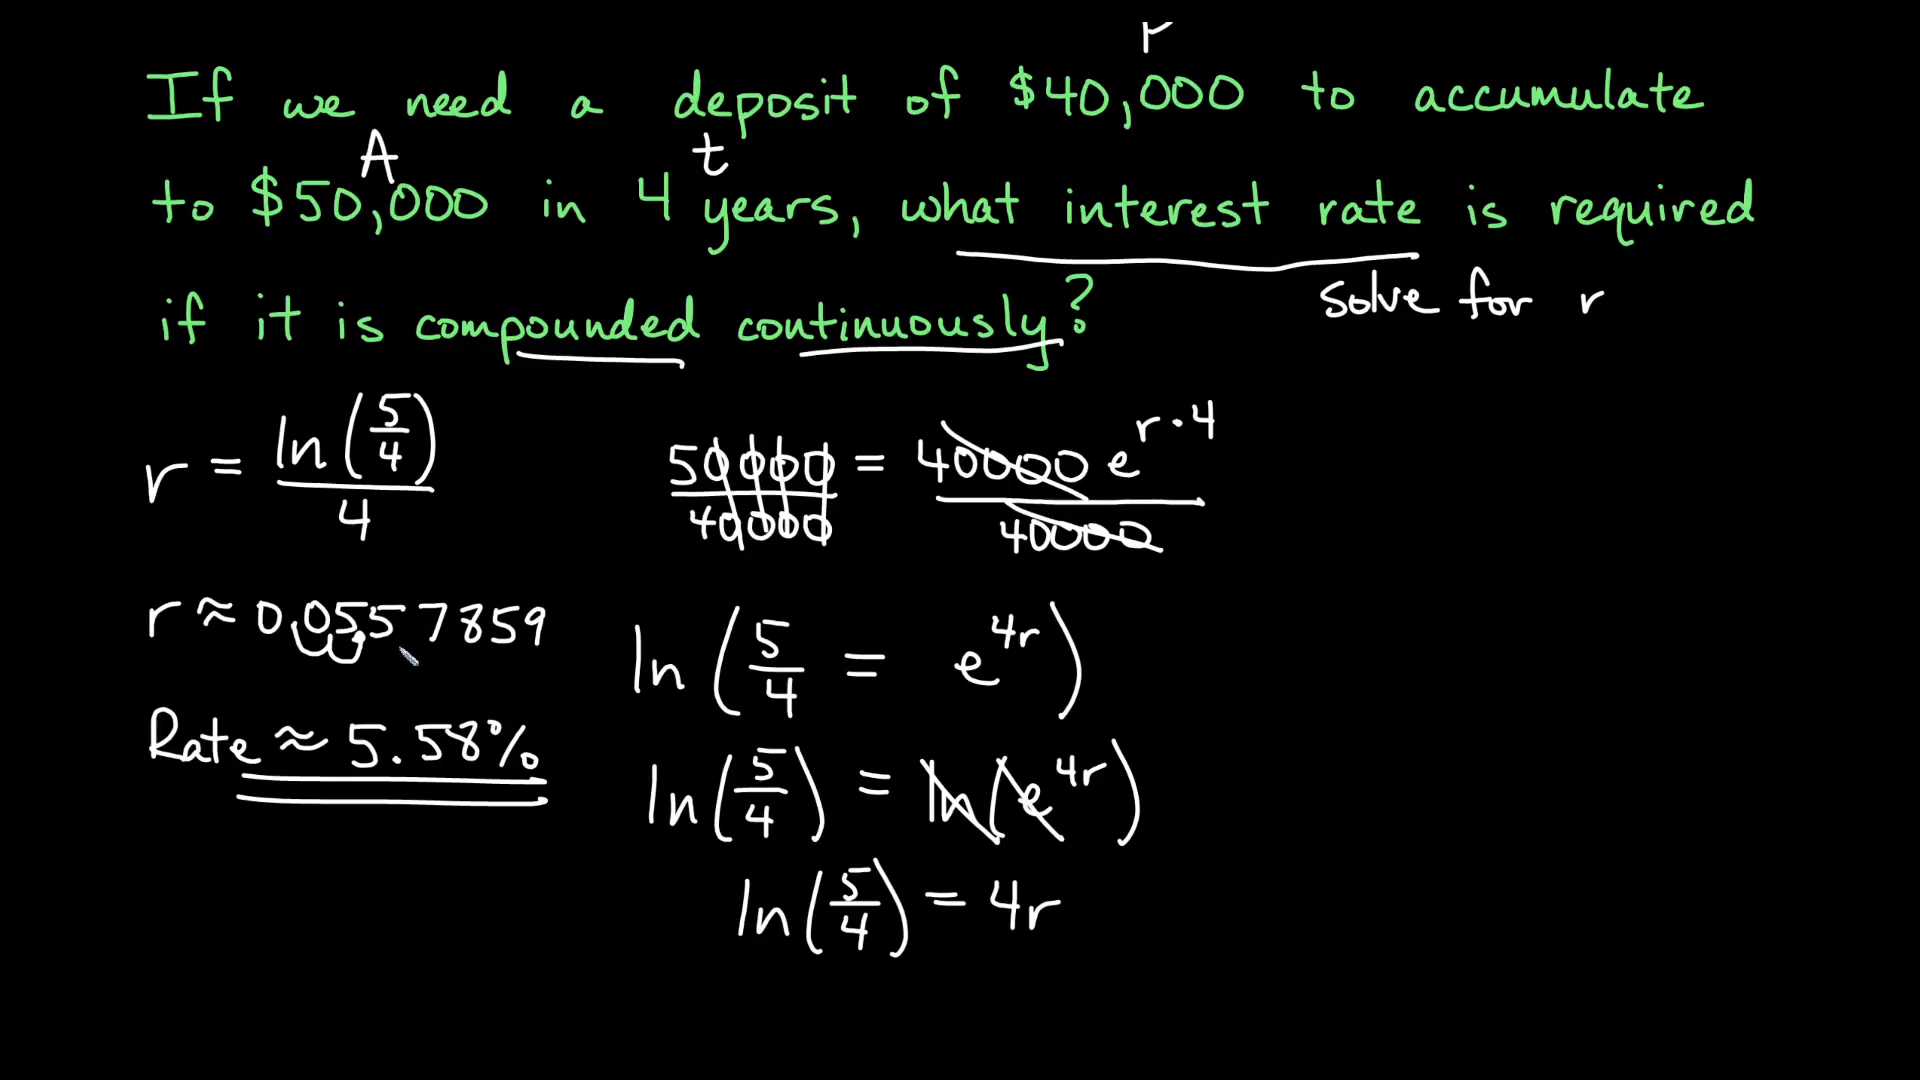 If we need a deposit of $40,000 to accumulate
A t
to $50,000 in 4 years, what interest rate is required
solve for r
if it is compounded continuously?
r = ln(5/4)/4
50000/40000 = 40000 e^(r·4)/40000
r ≈ 0.0557859
ln(5/4 = e^(4r))
Rate ≈ 5.58%
ln(5/4) = ln(e^(4r))
ln(5/4) = 4r